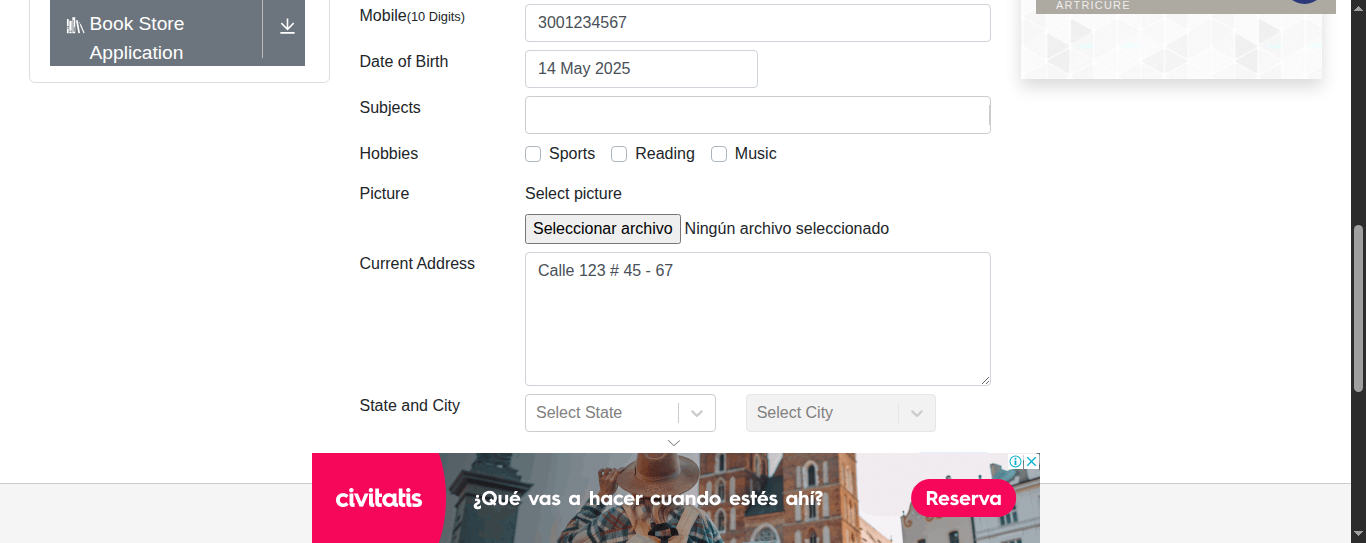 Book Store
Application
Mobile(10 Digits)
3001234567
Date of Birth
14 May 2025
Subjects
Hobbies
Sports
Reading
Music
Picture
Select picture
Seleccionar archivo
Ningún archivo seleccionado
Current Address
Calle 123 # 45 - 67
State and City
Select State
Select City
ARTRICURE
civitatis
¿Qué vas a hacer cuando estés ahí?
Reserva